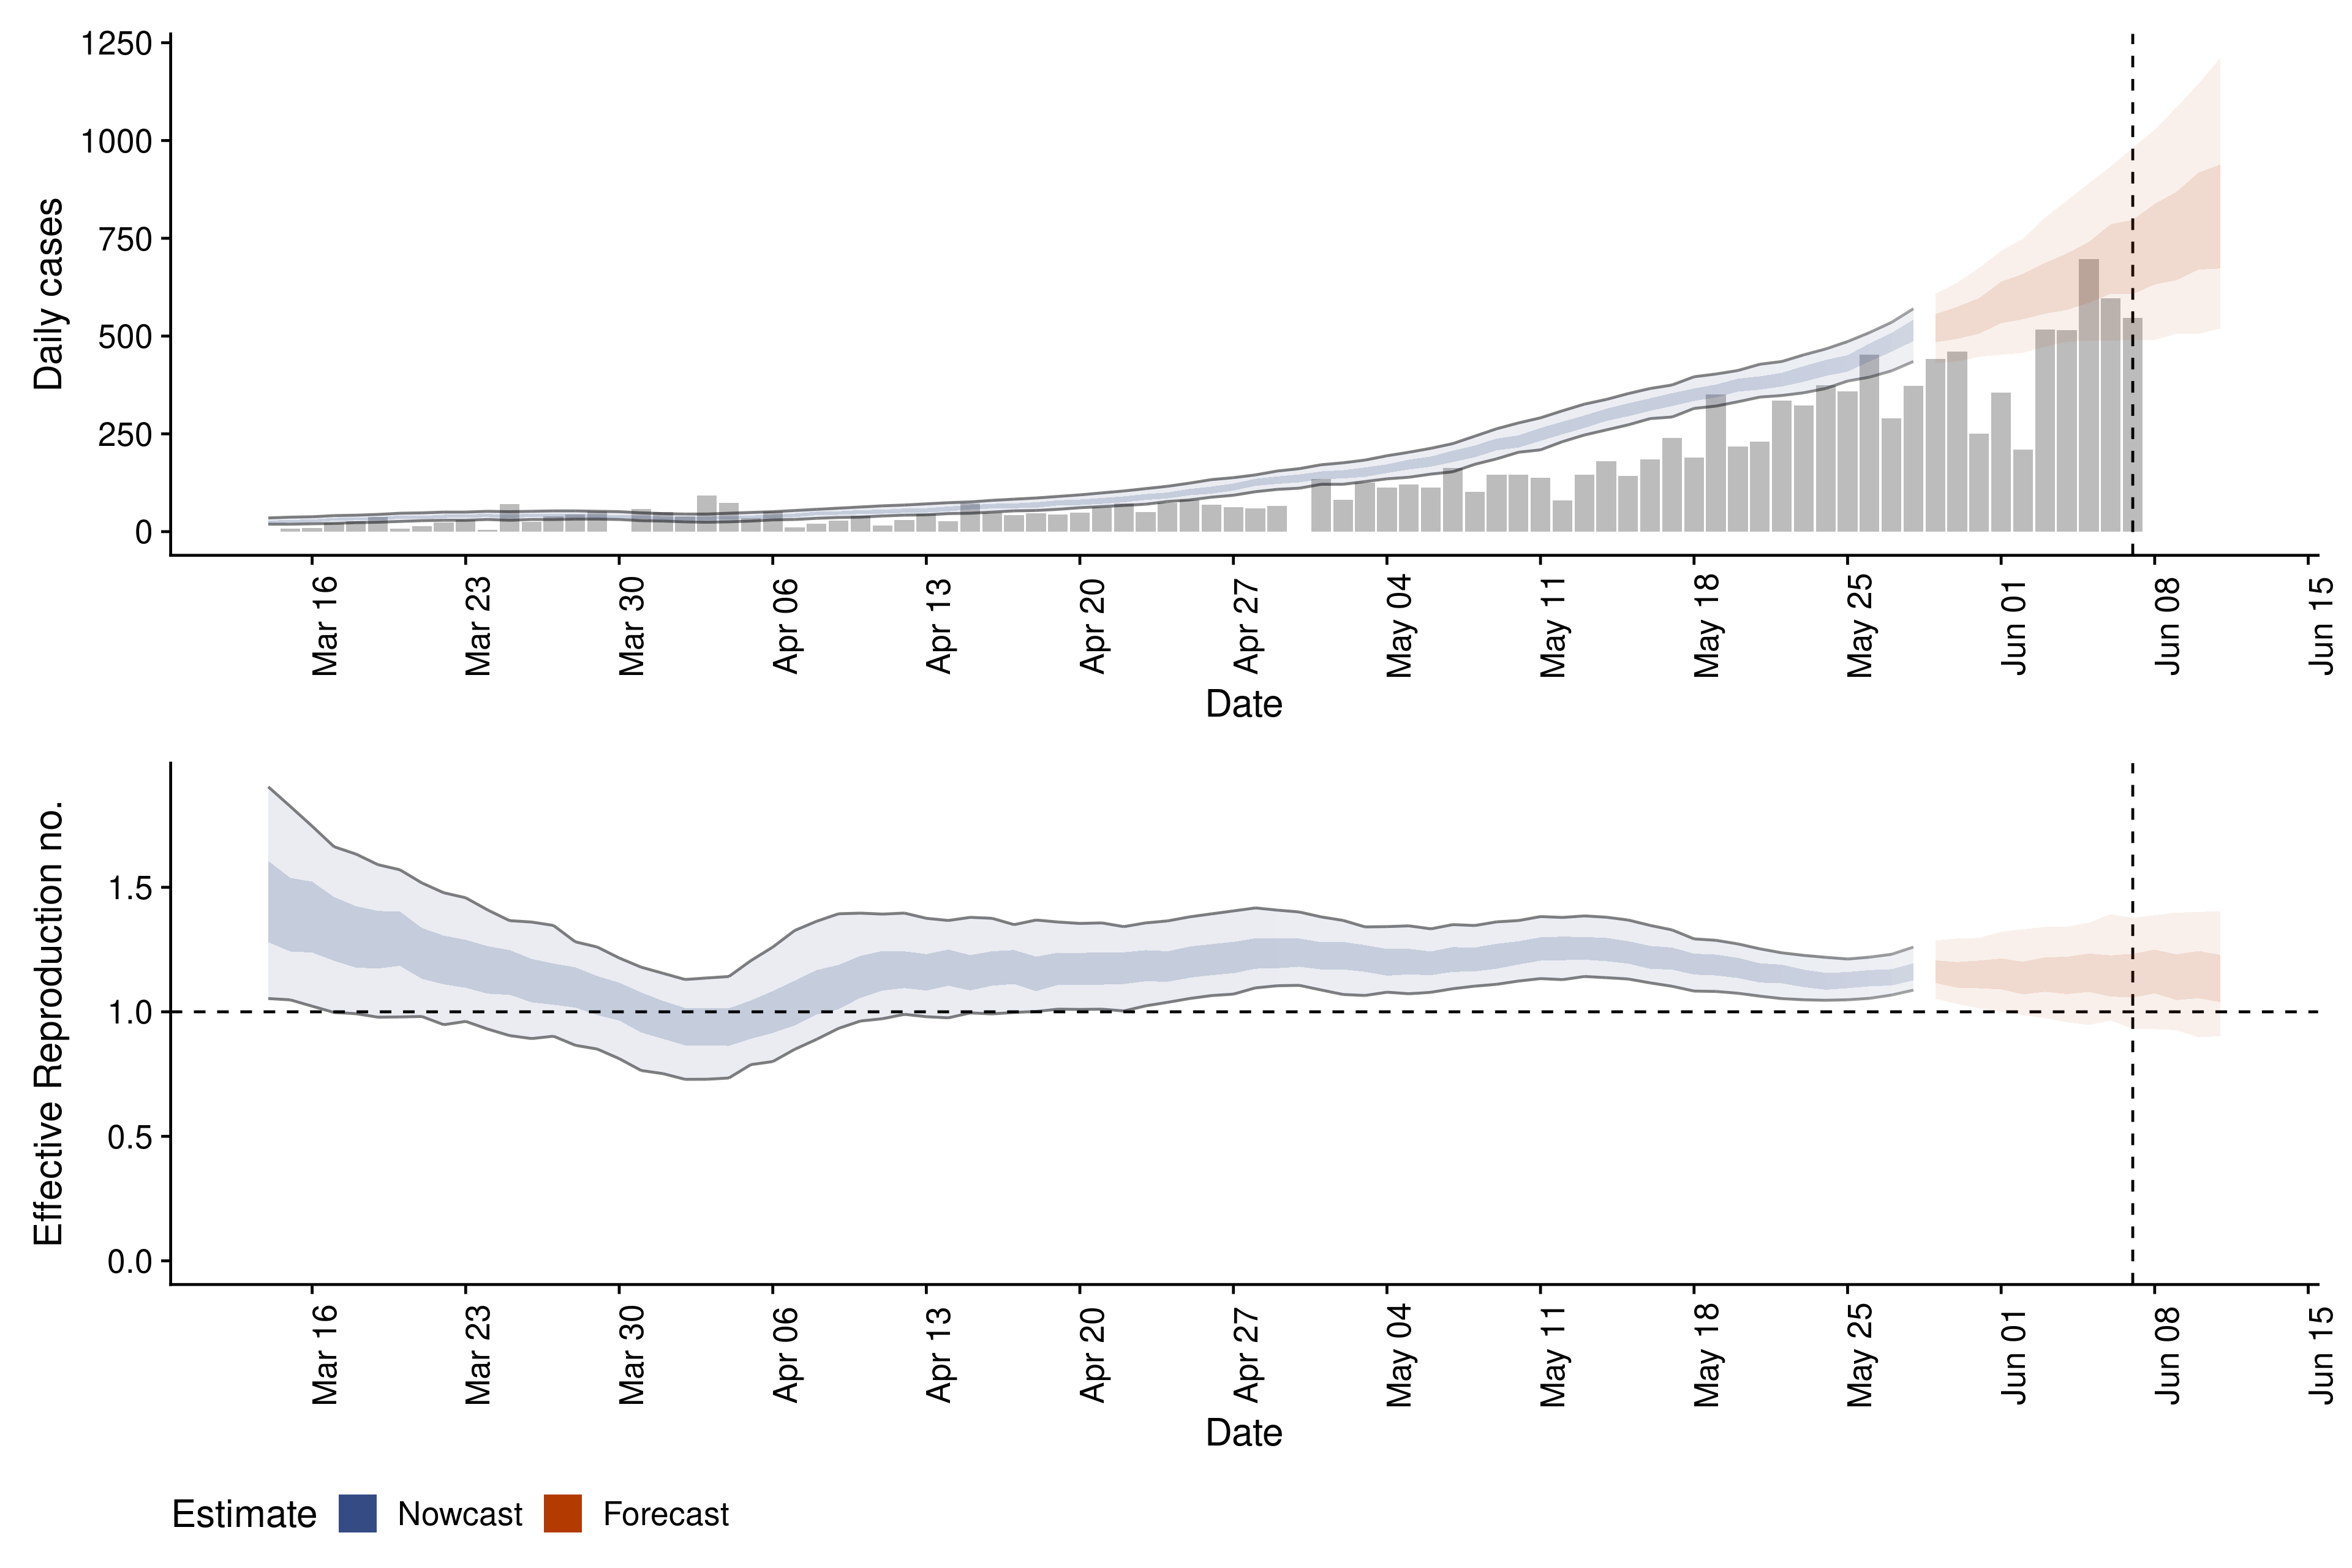 1250
1000
750
500
250
0
Daily cases
Mar 16
Mar 23
Mar 30
Apr 06
Apr 13
Apr 20
Apr 27
May 04
May 11
May 18
May 25
Jun 01
Jun 08
Jun 15
Date
1.5
1.0
0.5
0.0
Effective Reproduction no.
Mar 16
Mar 23
Mar 30
Apr 06
Apr 13
Apr 20
Apr 27
May 04
May 11
May 18
May 25
Jun 01
Jun 08
Jun 15
Date
Estimate Nowcast Forecast